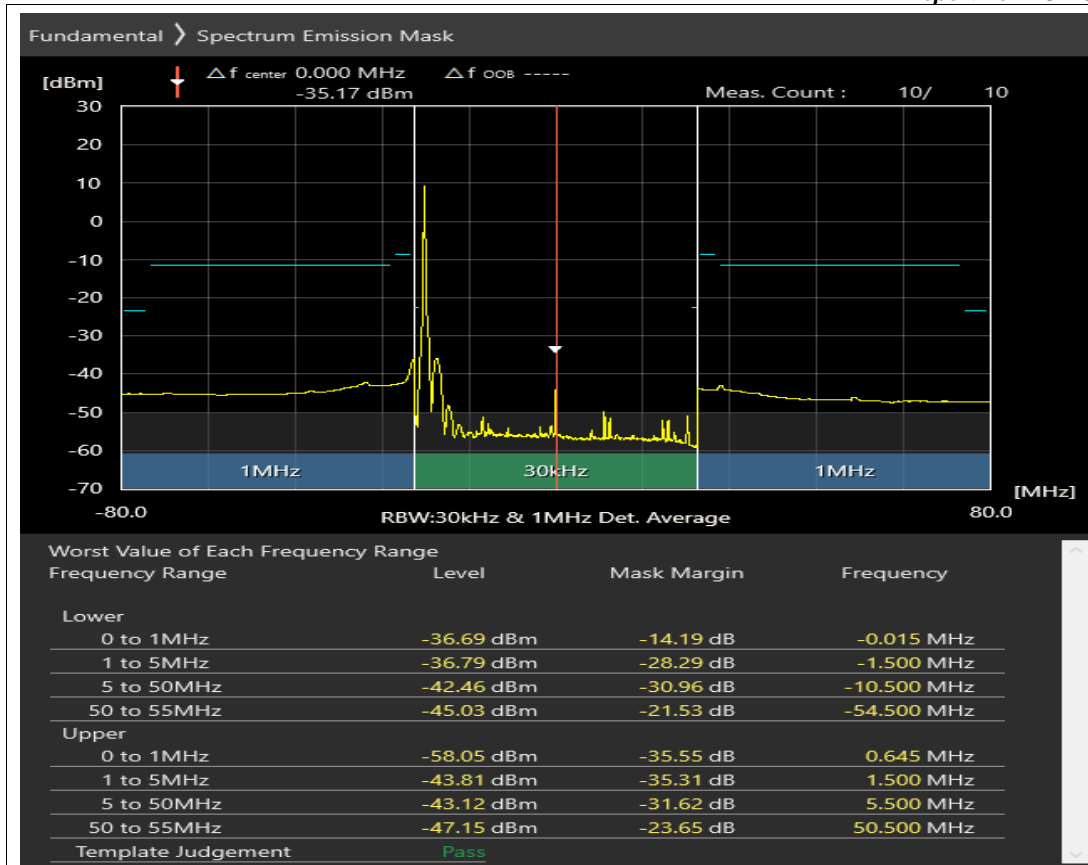 Fundamental 〉 Spectrum Emission Mask
[dBm]
△f center 0.000 MHz △f OOB -----
-35.17 dBm
Meas. Count : 10/ 10
30
20
10
0
-10
-20
-30
-40
-50
-60
-70
1MHz 30kHz 1MHz
[MHz]
-80.0 RBW:30kHz & 1MHz Det. Average 80.0
Worst Value of Each Frequency Range
Frequency Range Level Mask Margin Frequency
Lower
0 to 1MHz -36.69 dBm -14.19 dB -0.015 MHz
1 to 5MHz -36.79 dBm -28.29 dB -1.500 MHz
5 to 50MHz -42.46 dBm -30.96 dB -10.500 MHz
50 to 55MHz -45.03 dBm -21.53 dB -54.500 MHz
Upper
0 to 1MHz -58.05 dBm -35.55 dB 0.645 MHz
1 to 5MHz -43.81 dBm -35.31 dB 1.500 MHz
5 to 50MHz -43.12 dBm -31.62 dB 5.500 MHz
50 to 55MHz -47.15 dBm -23.65 dB 50.500 MHz
Template Judgement Pass